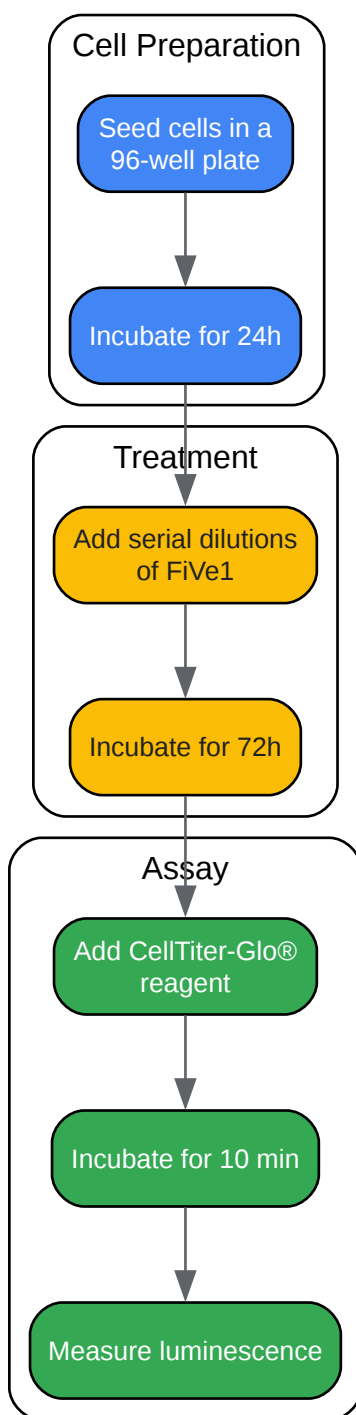 Cell Preparation
Seed cells in a
96-well plate
Incubate for 24h
Treatment
Add serial dilutions
of FiVe1
Incubate for 72h
Assay
Add CellTiter-Glo®
reagent
Incubate for 10 min
Measure luminescence